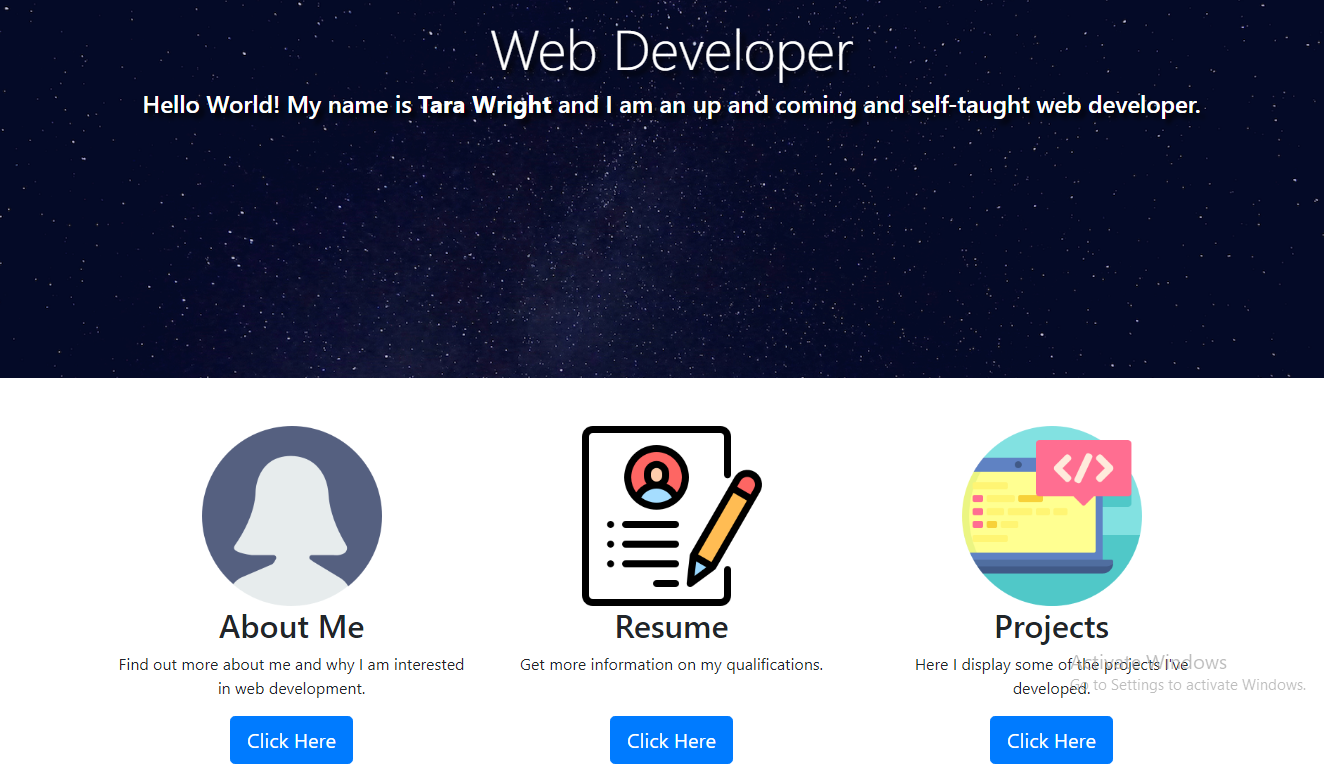 Web Developer
Hello World! My name is Tara Wright and I am an up and coming and self-taught web developer.
</>
About Me
Find out more about me and why I am interested
in web development.
Click Here
Resume
Get more information on my qualifications.
Click Here
Projects
Here I display some of the projects I've
developed.
Click Here
Activate Windows
Go to Settings to activate Windows.